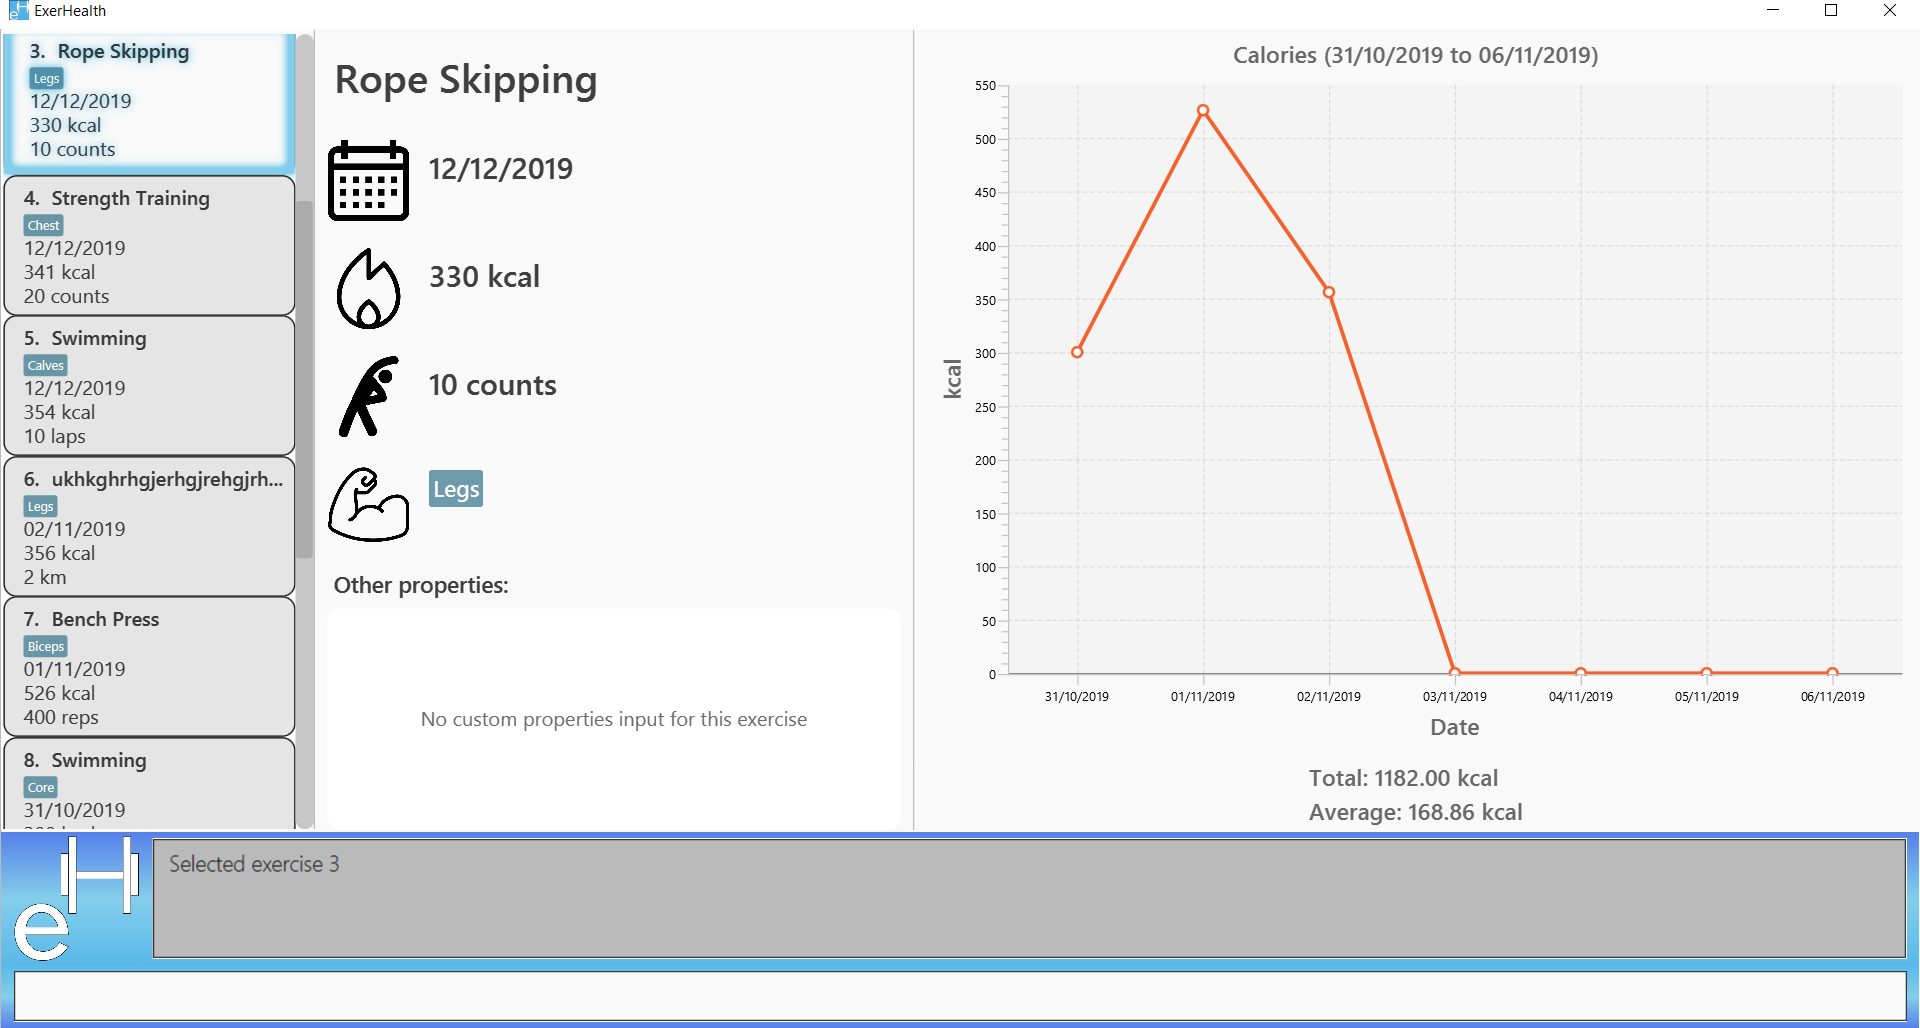 ExerHealth
3. Rope Skipping
Legs
12/12/2019
330 kcal
10 counts
4. Strength Training
Chest
12/12/2019
341 kcal
20 counts
5. Swimming
Calves
12/12/2019
354 kcal
10 laps
6. ukhkghrhgjerhgjrehgjrh...
Legs
02/11/2019
356 kcal
2 km
7. Bench Press
Biceps
01/11/2019
526 kcal
400 reps
8. Swimming
Core
31/10/2019
Rope Skipping
12/12/2019
330 kcal
10 counts
Legs
Other properties:
No custom properties input for this exercise
Calories (31/10/2019 to 06/11/2019)
550
500
450
400
350
300
250
200
150
100
50
0
kcal
31/10/2019 01/11/2019 02/11/2019 03/11/2019 04/11/2019 05/11/2019 06/11/2019
Date
Total: 1182.00 kcal
Average: 168.86 kcal
eH
Selected exercise 3